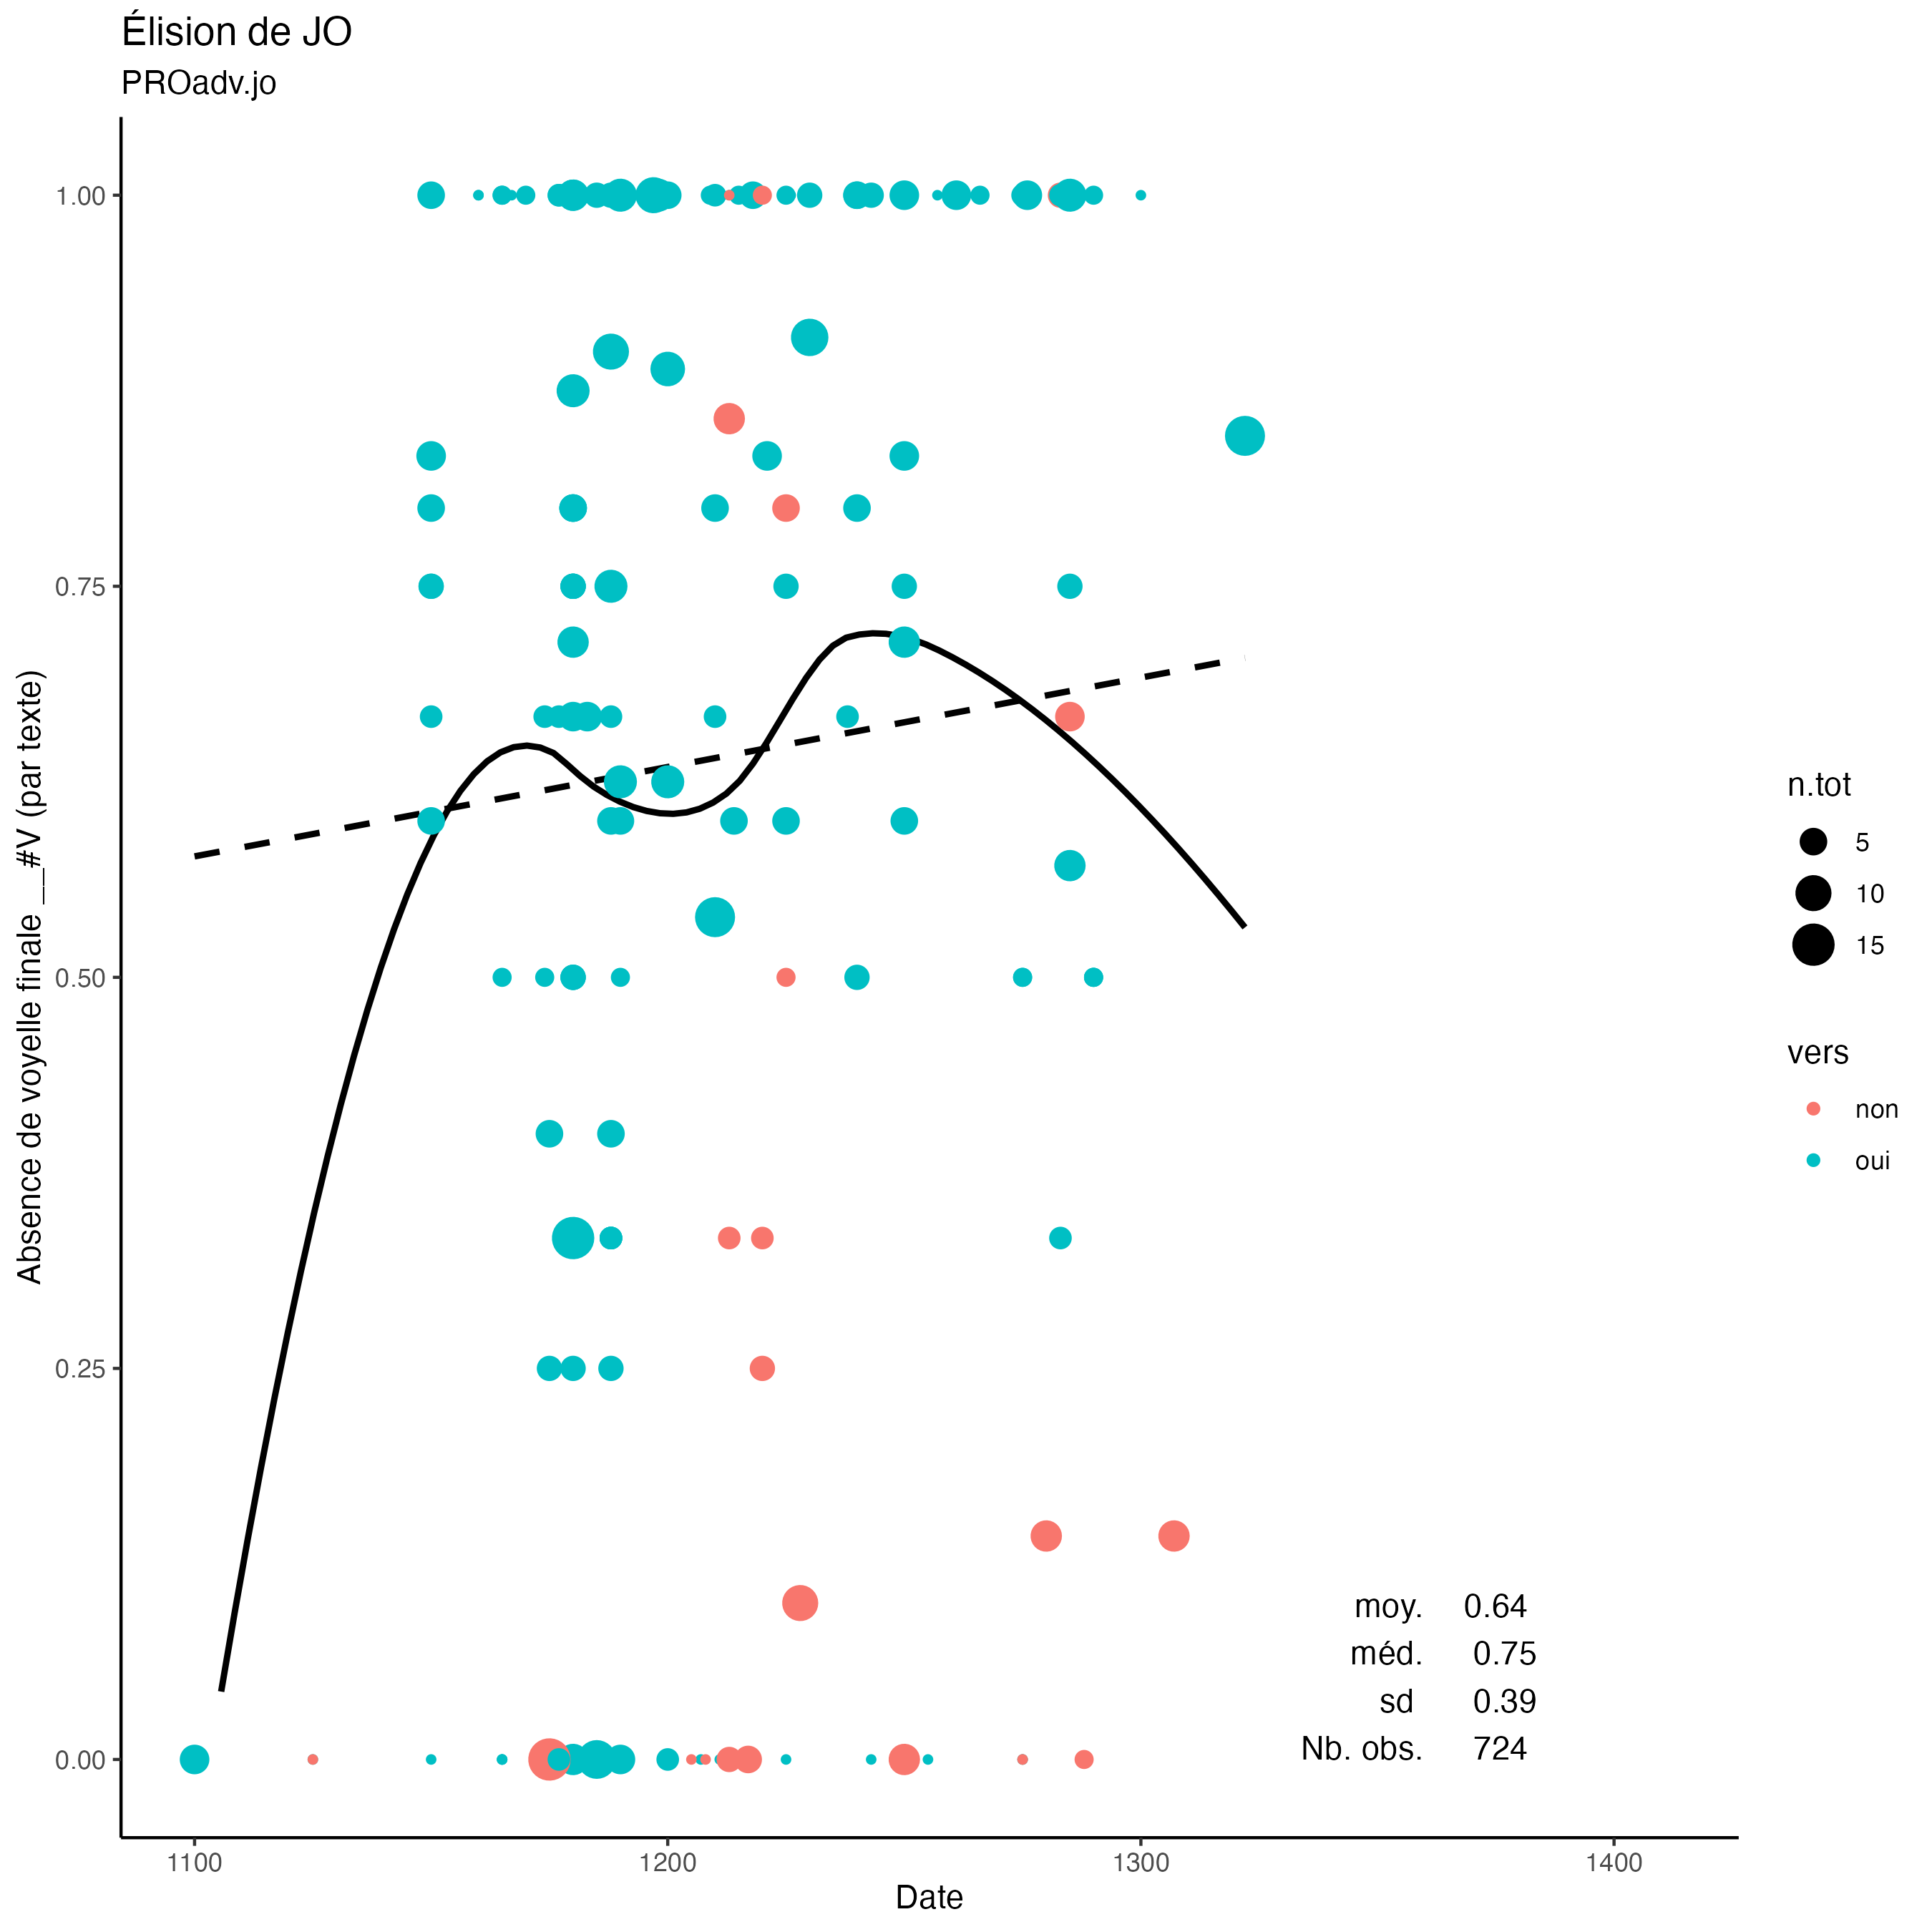 Élision de JO
PROadv.jo
Absence de voyelle finale __#V (par texte)
1.00
0.75
0.50
0.25
0.00
1100
1200
1300
1400
Date
n.tot
5
10
15
vers
non
oui
moy. 0.64
méd. 0.75
sd 0.39
Nb. obs. 724